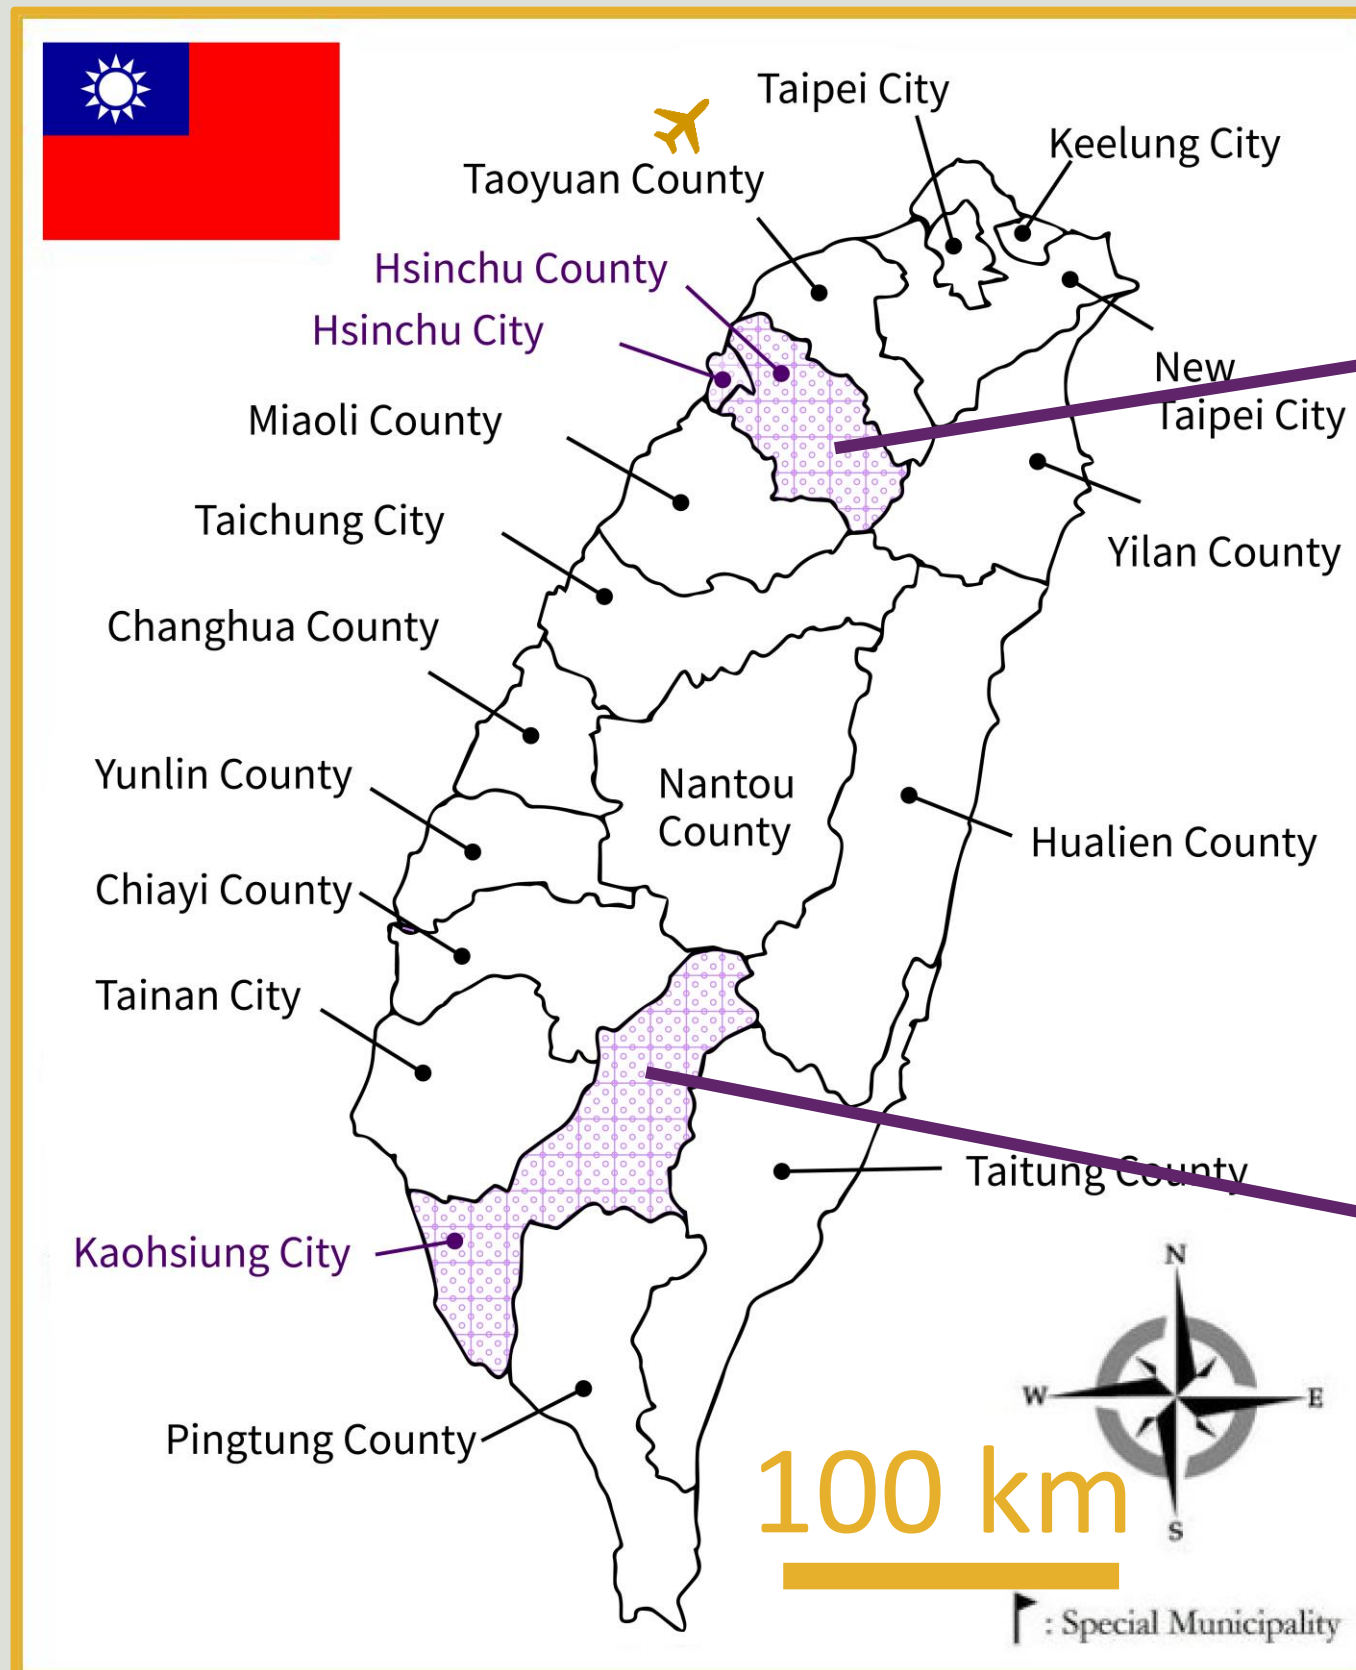 Taipei City
Keelung City
Taoyuan County
Hsinchu County
Hsinchu City
New
Taipei City
Miaoli County
Taichung City
Yilan County
Changhua County
Yunlin County
Nantou
County
Hualien County
Chiayi County
Tainan City
Taitung County
Kaohsiung City
N
W
E
S
Pingtung County
100 km
: Special Municipality